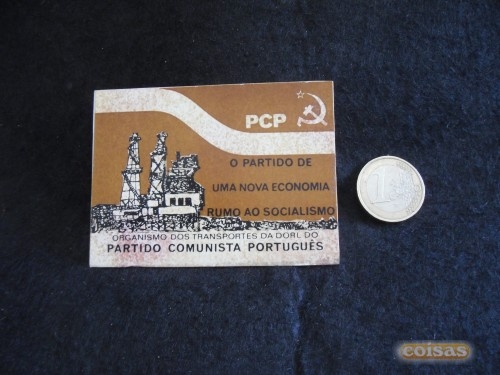 PCP
O PARTIDO DE
UMA NOVA ECONOMIA
RUMO AO SOCIALISMO
ORGANISMO DOS TRANSPORTES DA DORL DO
PARTIDO COMUNISTA PORTUGUÊS
1
coisas